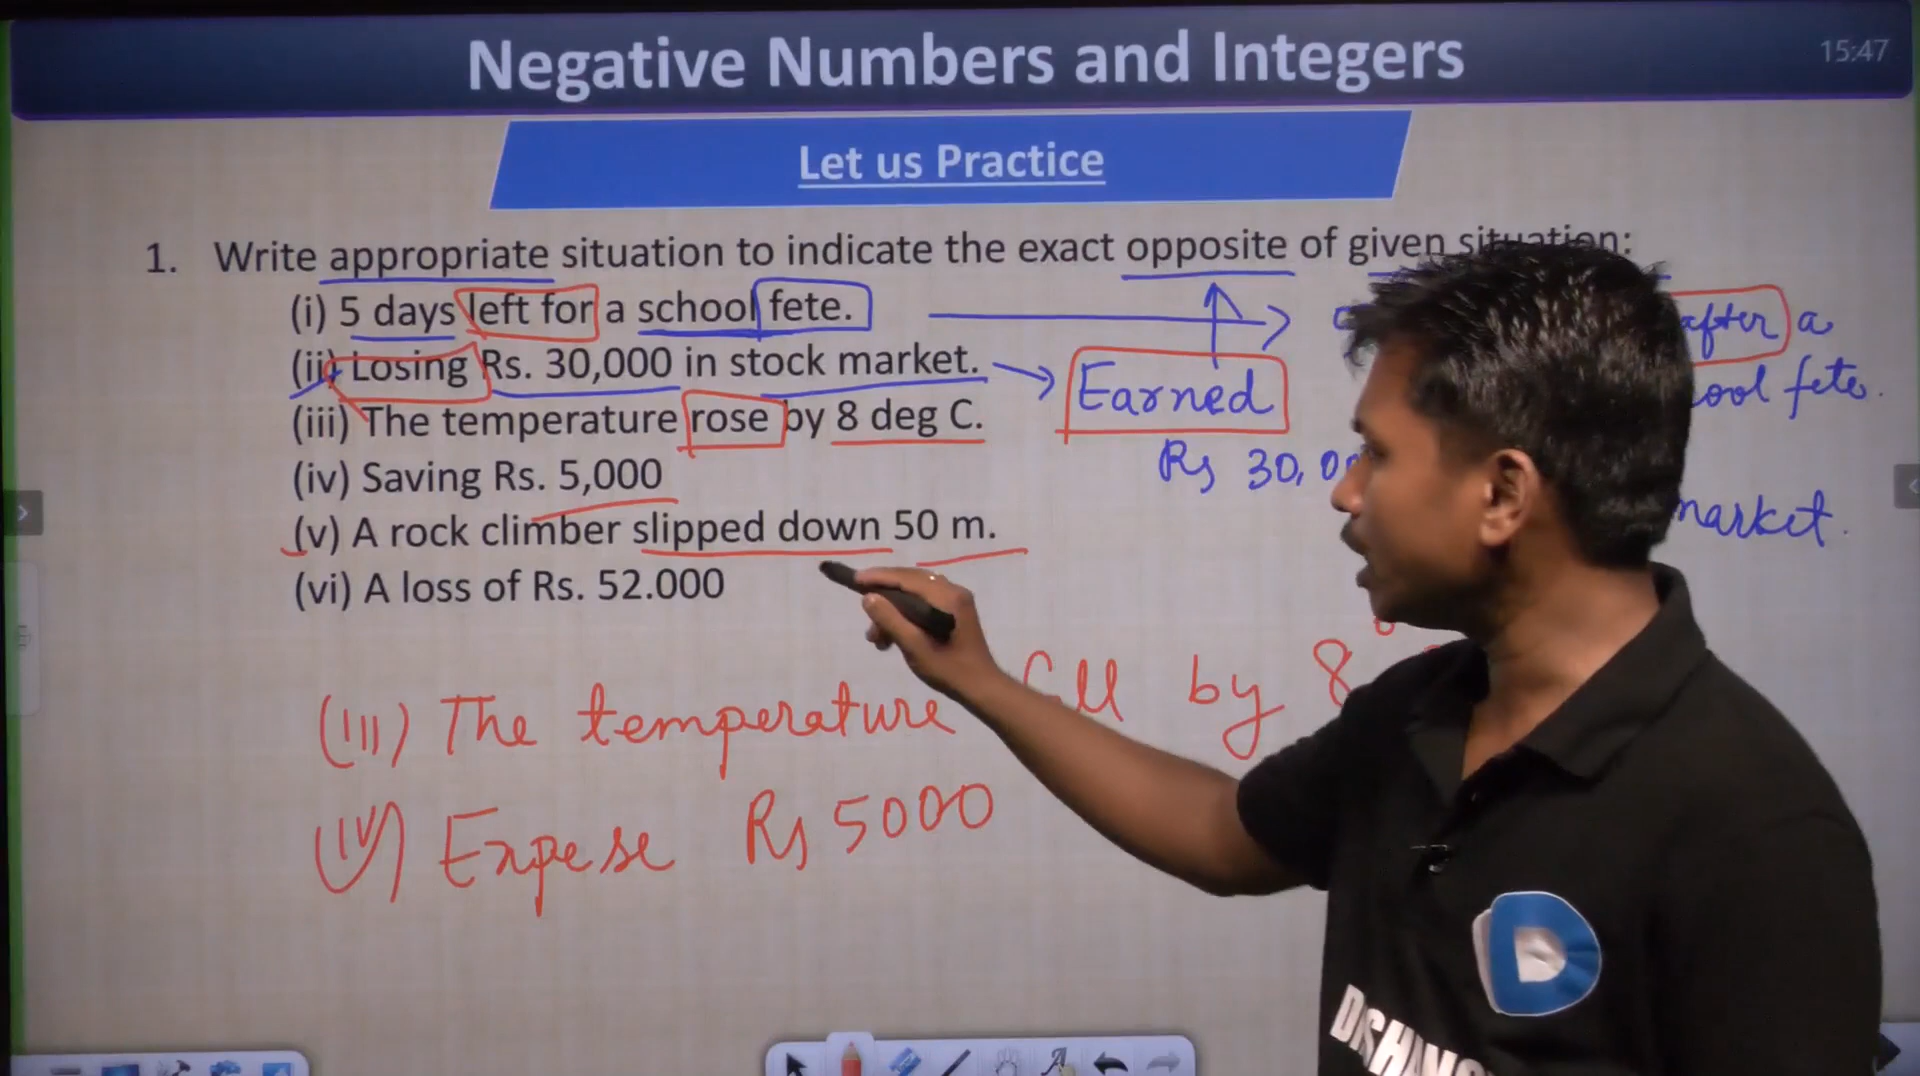 Negative Numbers and Integers
15:47
Let us Practice
1. Write appropriate situation to indicate the exact opposite of given situation:
(i) 5 days left for a school fete.
after a
fete.
(ii) Losing Rs. 30,000 in stock market.
Earned
Rs 30,00
market.
(iii) The temperature rose by 8 deg C.
(iv) Saving Rs. 5,000
(v) A rock climber slipped down 50 m.
(vi) A loss of Rs. 52.000
(III) The temperature by 8
(IV) Expese Rs 5000
D